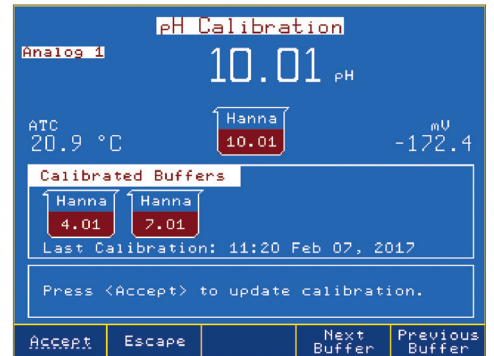 pH Calibration
Analog 1
10.01 pH
ATC
20.9 °C
Hanna
10.01
mV
-172.4
Calibrated Buffers
Hanna Hanna
4.01 7.01
Last Calibration: 11:20 Feb 07, 2017
Press <Accept> to update calibration.
Accept Escape Next Buffer Previous Buffer